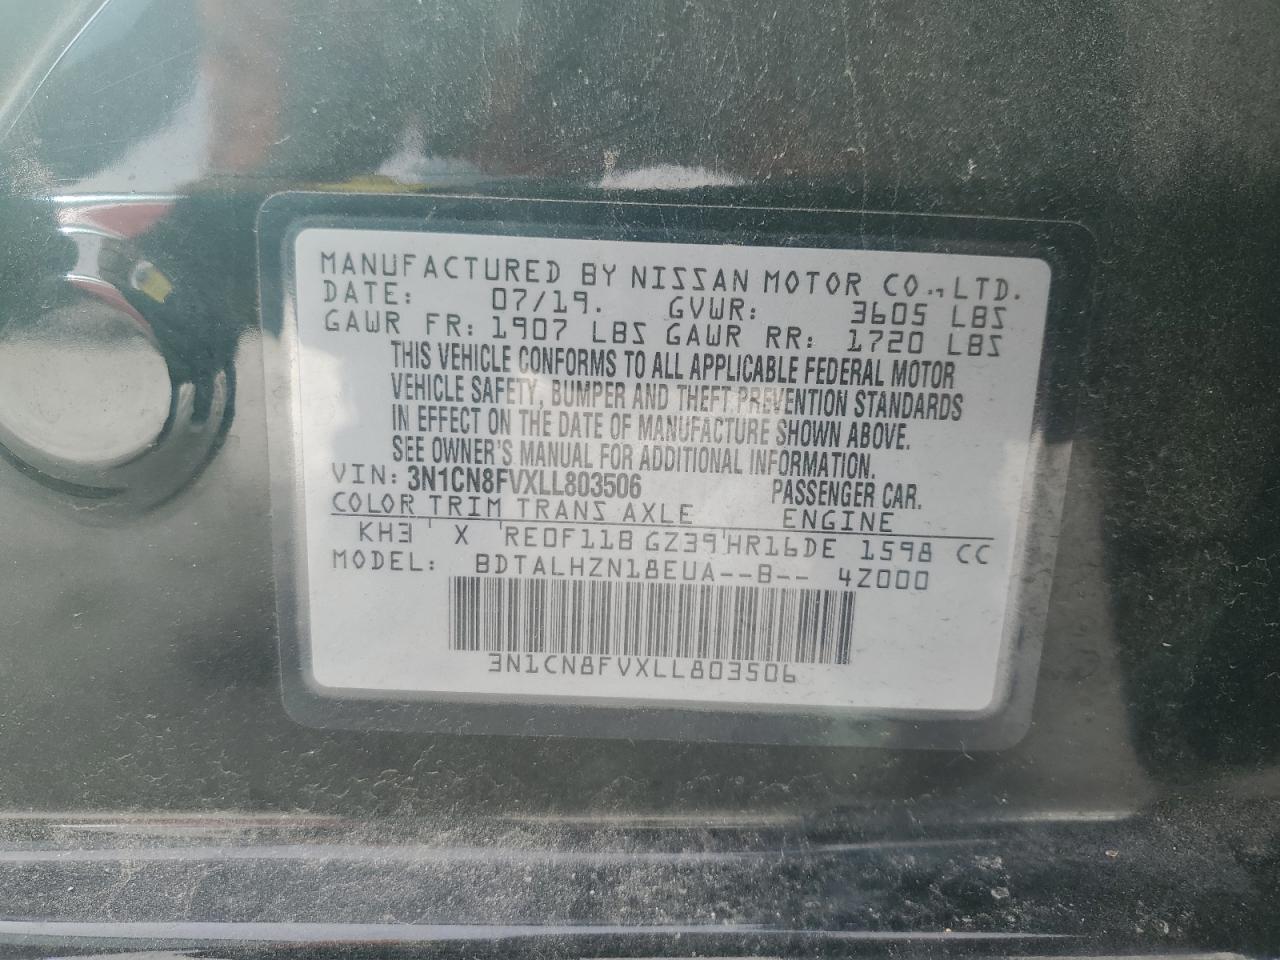 MANUFACTURED BY NISSAN MOTOR CO., LTD.
DATE: 07/19. GVWR: 3605 LBS
GAWR FR: 1907 LBS GAWR RR: 1720 LBS
THIS VEHICLE CONFORMS TO ALL APPLICABLE FEDERAL MOTOR
VEHICLE SAFETY, BUMPER AND THEFT PREVENTION STANDARDS
IN EFFECT ON THE DATE OF MANUFACTURE SHOWN ABOVE.
SEE OWNER'S MANUAL FOR ADDITIONAL INFORMATION.
VIN: 3N1CN8FVXLL803506 PASSENGER CAR.
COLOR TRIM TRANS AXLE ENGINE
KH3 X RE0F11B GZ39 HR16DE 1598 CC
MODEL: BDTALHZN18EUA--B-- 4Z000
3N1CN8FVXLL803506